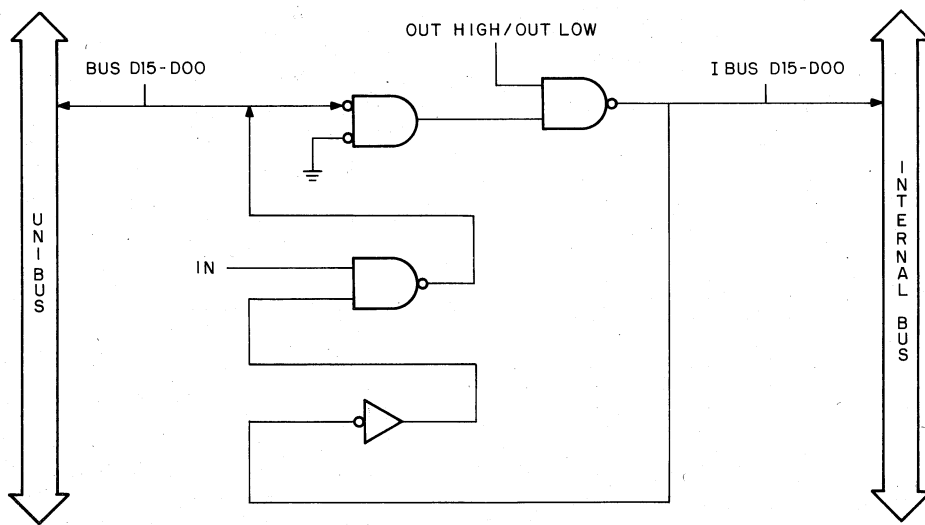 OUT HIGH/OUT LOW
BUS D15-D00
I BUS D15-D00
UNIBUS
IN
INTERNAL BUS